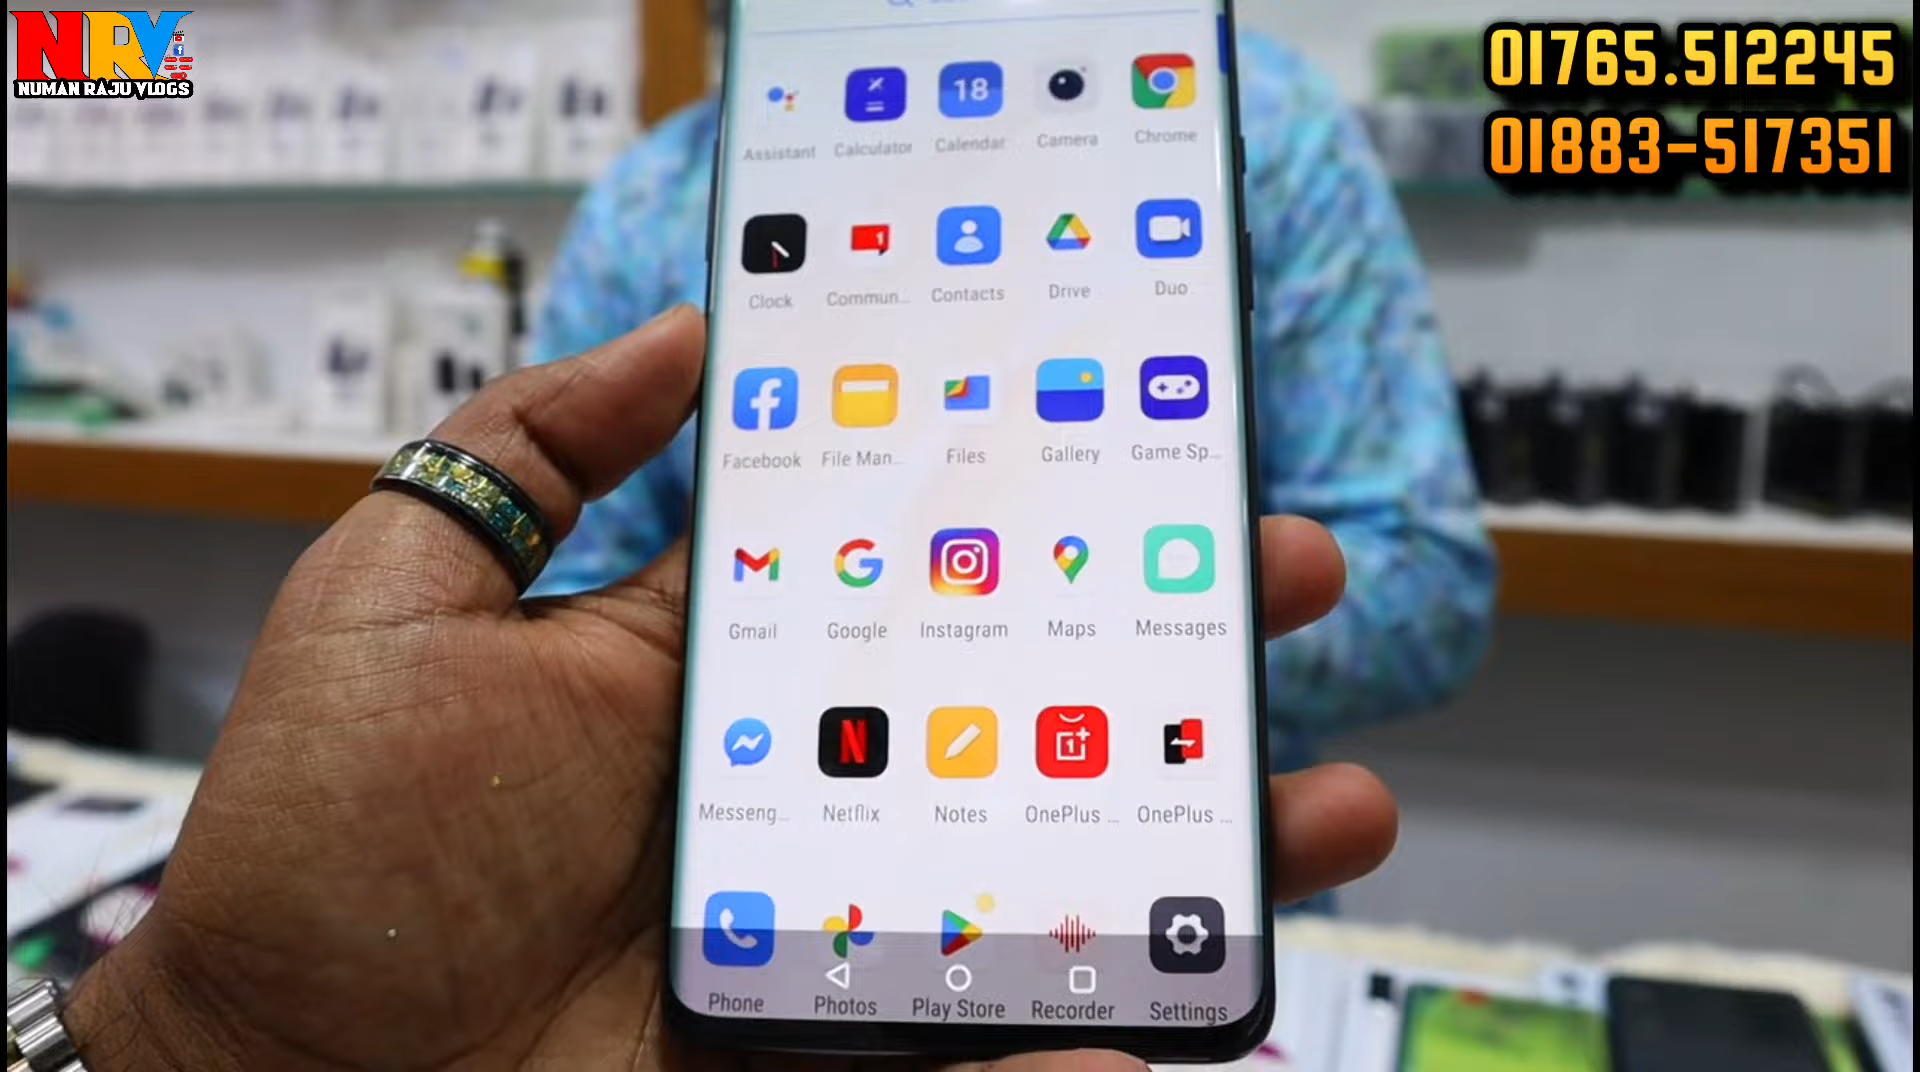 NRV
NUMAN RAJU VLOGS
01765.512245
01883-517351
18
Assistant Calculator Calendar Camera Chrome
1
Clock Commun... Contacts Drive Duo
Facebook File Man... Files Gallery Game Sp...
Gmail Google Instagram Maps Messages
N
1+
Messeng... Netflix Notes OnePlus ... OnePlus ...
Phone Photos Play Store Recorder Settings